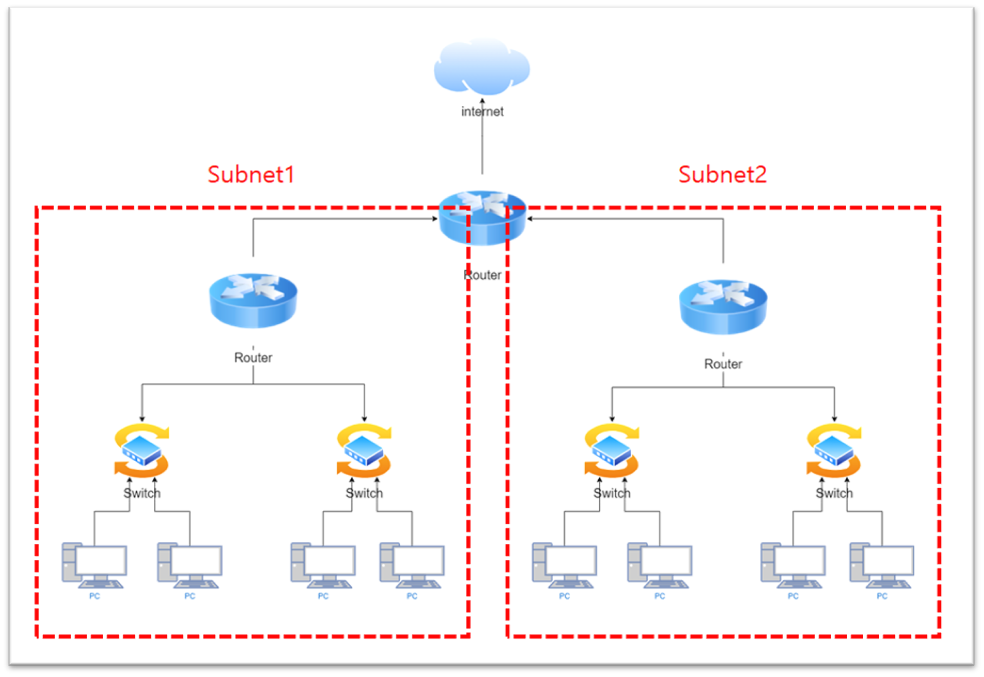 internet
Subnet1
Subnet2
Router
Router
Router
Switch
Switch
Switch
Switch
PC
PC
PC
PC
PC
PC
PC
PC